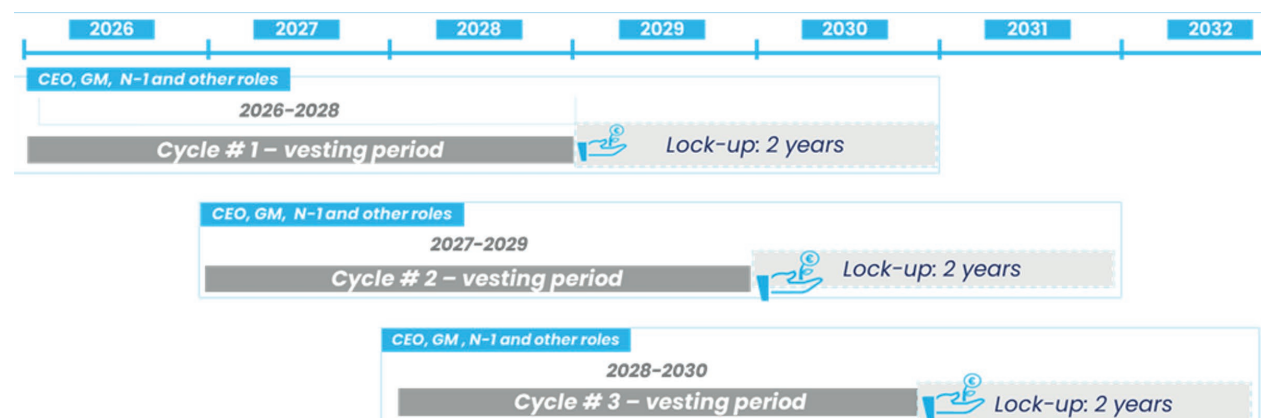 2026 2027 2028 2029 2030 2031 2032
CEO, GM, N-1 and other roles
2026-2028
Cycle # 1 – vesting period
€
Lock-up: 2 years
CEO, GM, N-1 and other roles
2027-2029
Cycle # 2 – vesting period
€
Lock-up: 2 years
CEO, GM , N-1 and other roles
2028-2030
Cycle # 3 – vesting period
€
Lock-up: 2 years